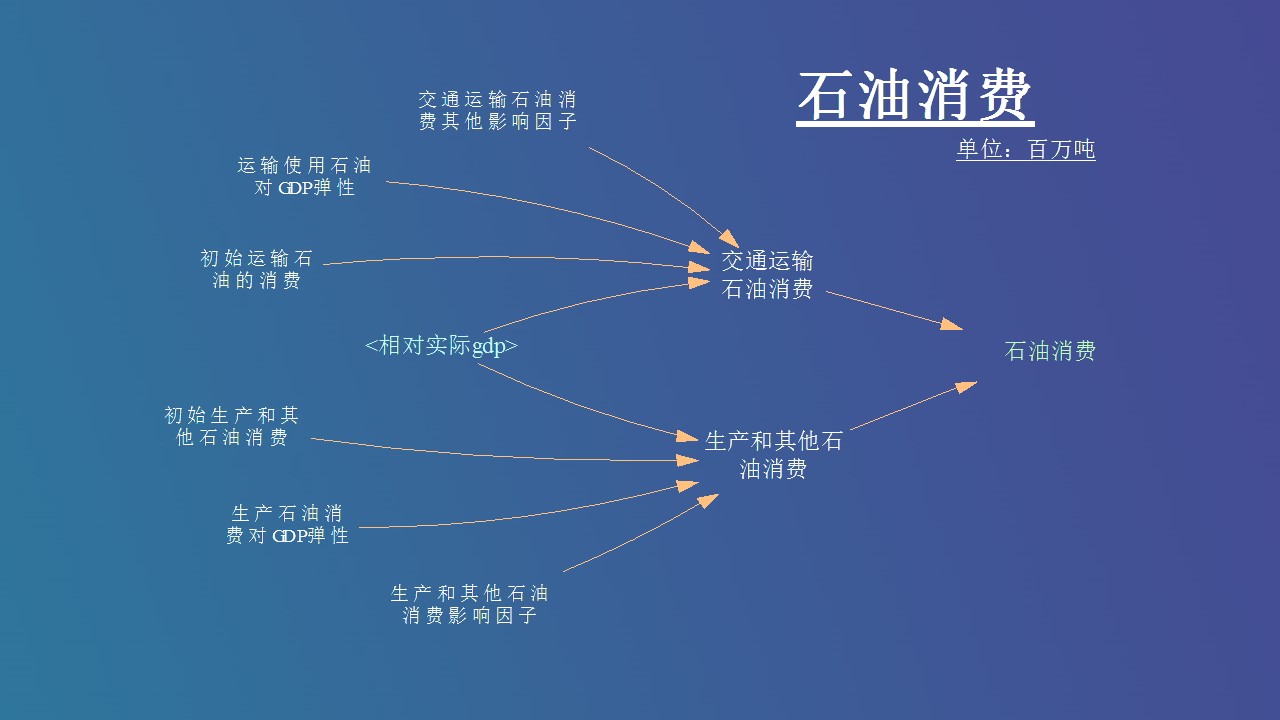 石油消费
单位：百万吨
交通运输石油消
费其他影响因子
运输使用石油
对GDP弹性
初始运输石
油的消费
交通运输
石油消费
<相对实际gdp>
石油消费
初始生产和其
他石油消费
生产和其他石
油消费
生产石油消
费对GDP弹性
生产和其他石油
消费影响因子